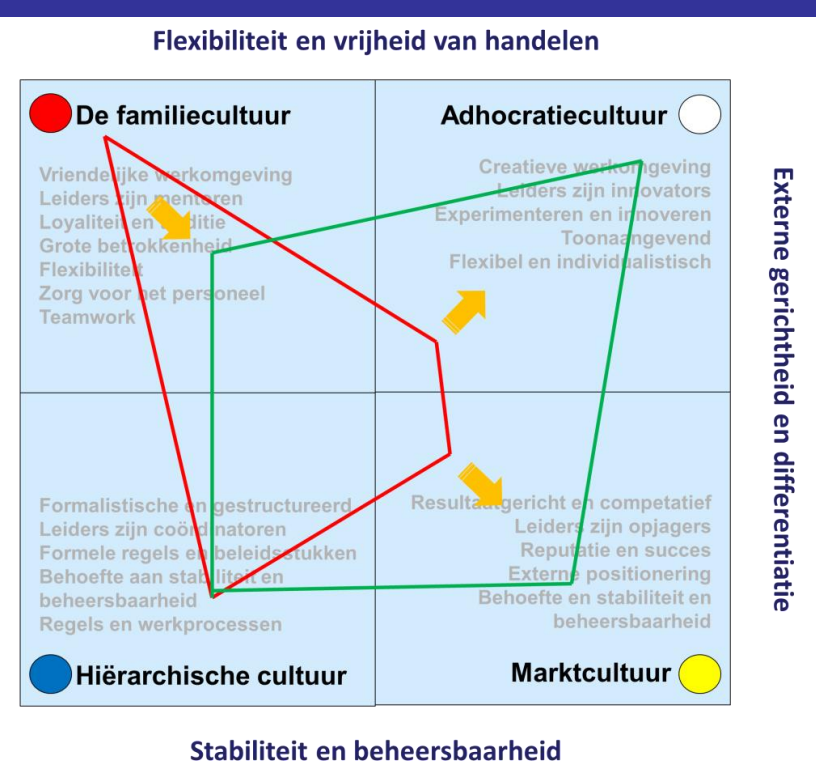 Flexibiliteit en vrijheid van handelen
De familiecultuur
Vriendelijke werkomgeving
Leiders zijn mentoren
Loyaliteit en traditie
Grote betrokkenheid
Flexibiliteit
Zorg voor het personeel
Teamwork
Adhocratiecultuur
Creatieve werkomgeving
Leiders zijn innovators
Experimenteren en innoveren
Toonaangevend
Flexibel en individualistisch
Formalistische en gestructureerd
Leiders zijn coördinatoren
Formele regels en beleidsstukken
Behoefte aan stabiliteit en
beheersbaarheid
Regels en werkprocessen
Hiërarchische cultuur
Resultaatgericht en competatief
Leiders zijn opjagers
Reputatie en succes
Externe positionering
Behoefte en stabiliteit en
beheersbaarheid
Marktcultuur
Externe gerichtheid en differentiatie
Stabiliteit en beheersbaarheid